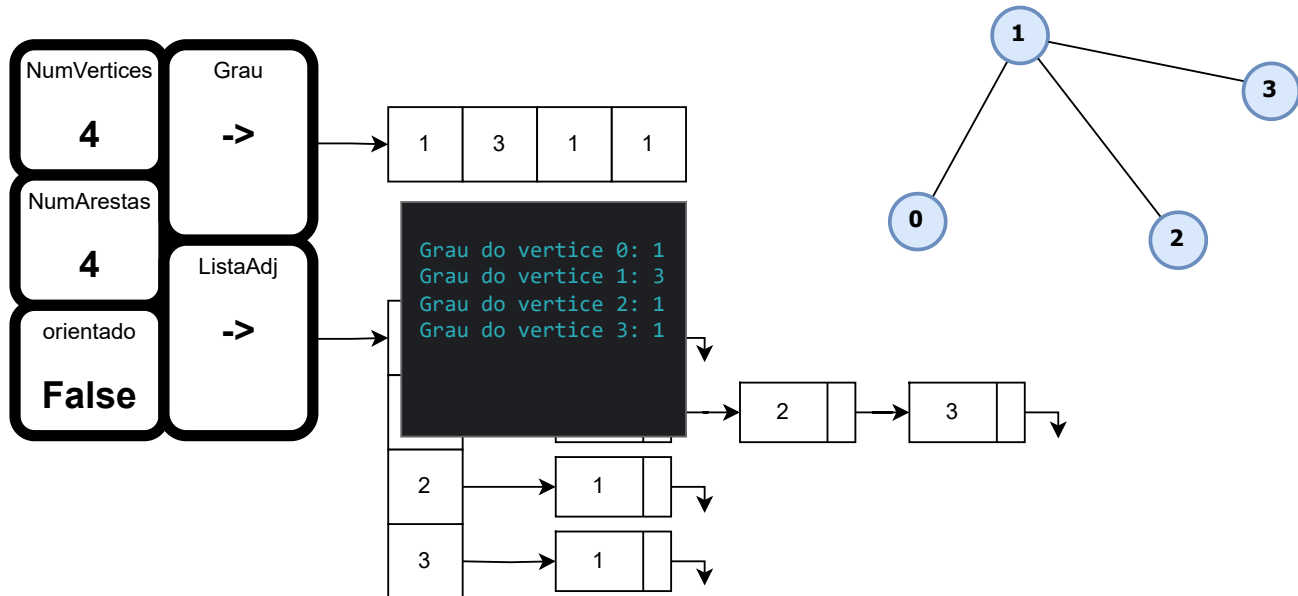 NumVertices
4
NumArestas
4
orientado
False
Grau
->
ListaAdj
->
1 3 1 1
Grau do vertice 0: 1
Grau do vertice 1: 3
Grau do vertice 2: 1
Grau do vertice 3: 1
2 3
2 1
3 1
1
3
0
2